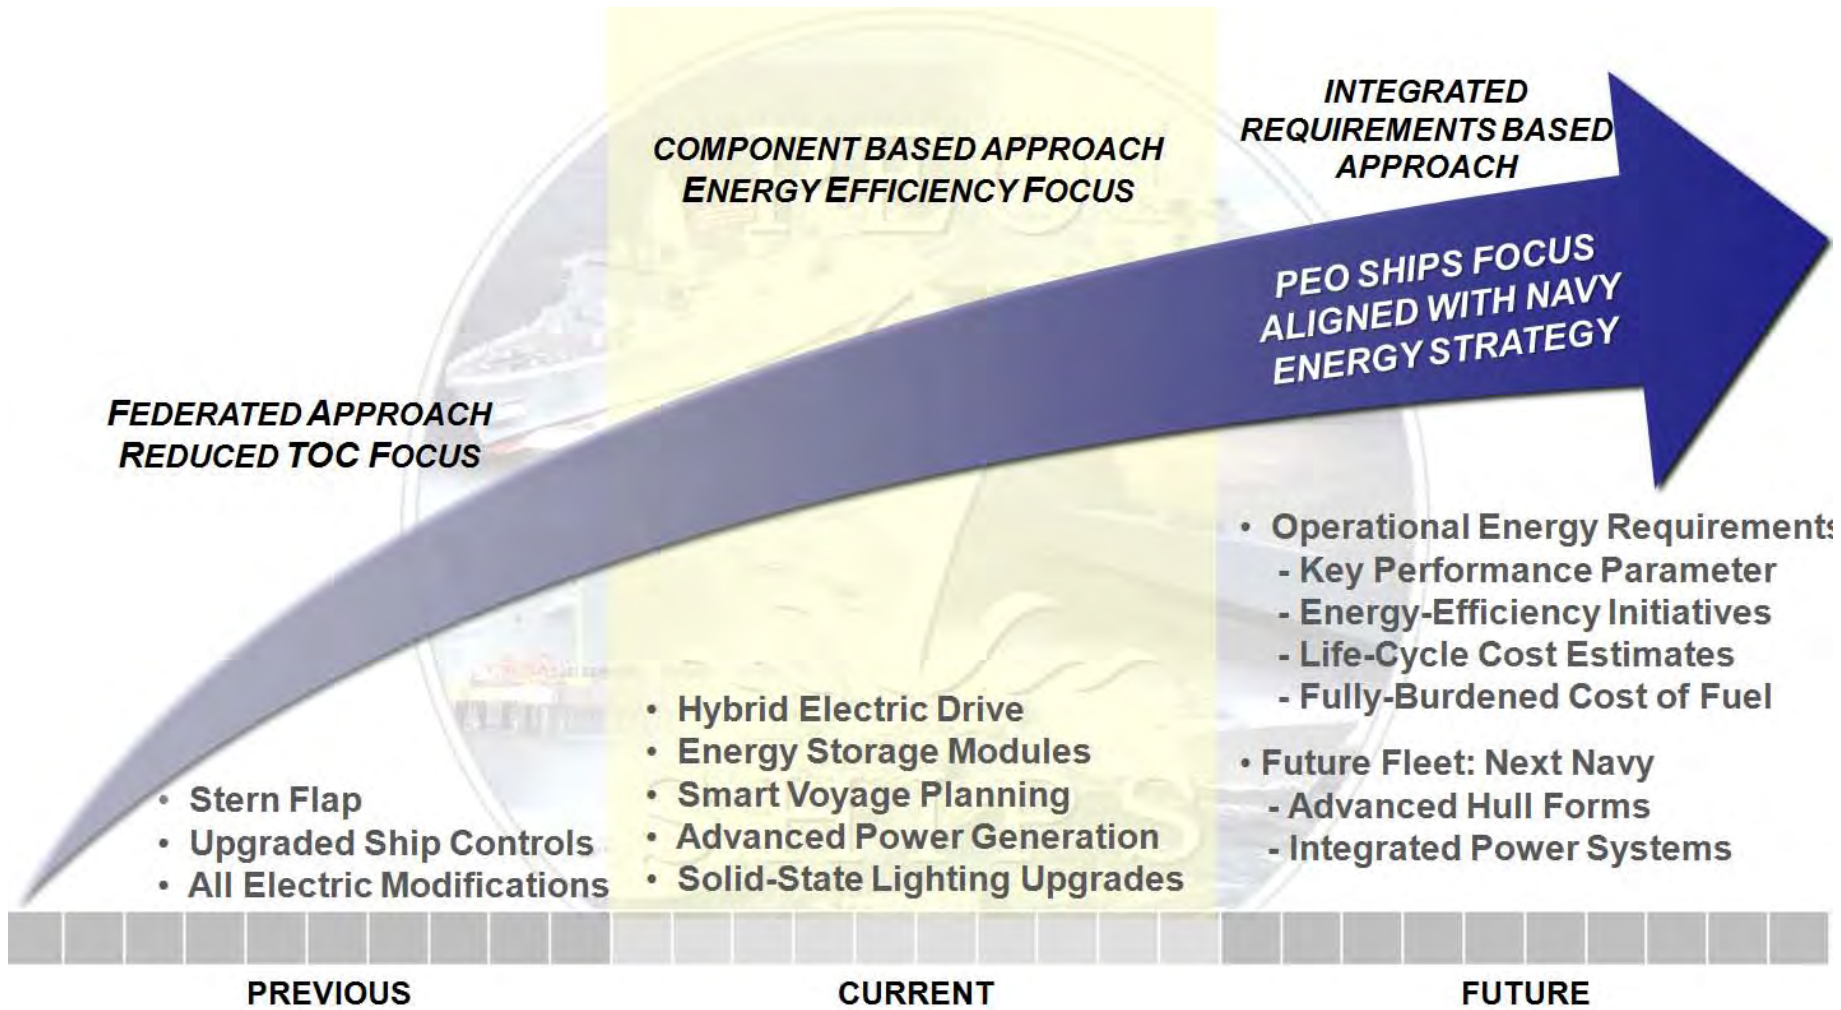 FEDERATED APPROACH
REDUCED TOC FOCUS
• Stern Flap
• Upgraded Ship Controls
• All Electric Modifications
COMPONENT BASED APPROACH
ENERGY EFFICIENCY FOCUS
• Hybrid Electric Drive
• Energy Storage Modules
• Smart Voyage Planning
• Advanced Power Generation
• Solid-State Lighting Upgrades
INTEGRATED
REQUIREMENTS BASED
APPROACH
PEO SHIPS FOCUS
ALIGNED WITH NAVY
ENERGY STRATEGY
• Operational Energy Requirements
- Key Performance Parameter
- Energy-Efficiency Initiatives
- Life-Cycle Cost Estimates
- Fully-Burdened Cost of Fuel
• Future Fleet: Next Navy
- Advanced Hull Forms
- Integrated Power Systems
PREVIOUS
CURRENT
FUTURE